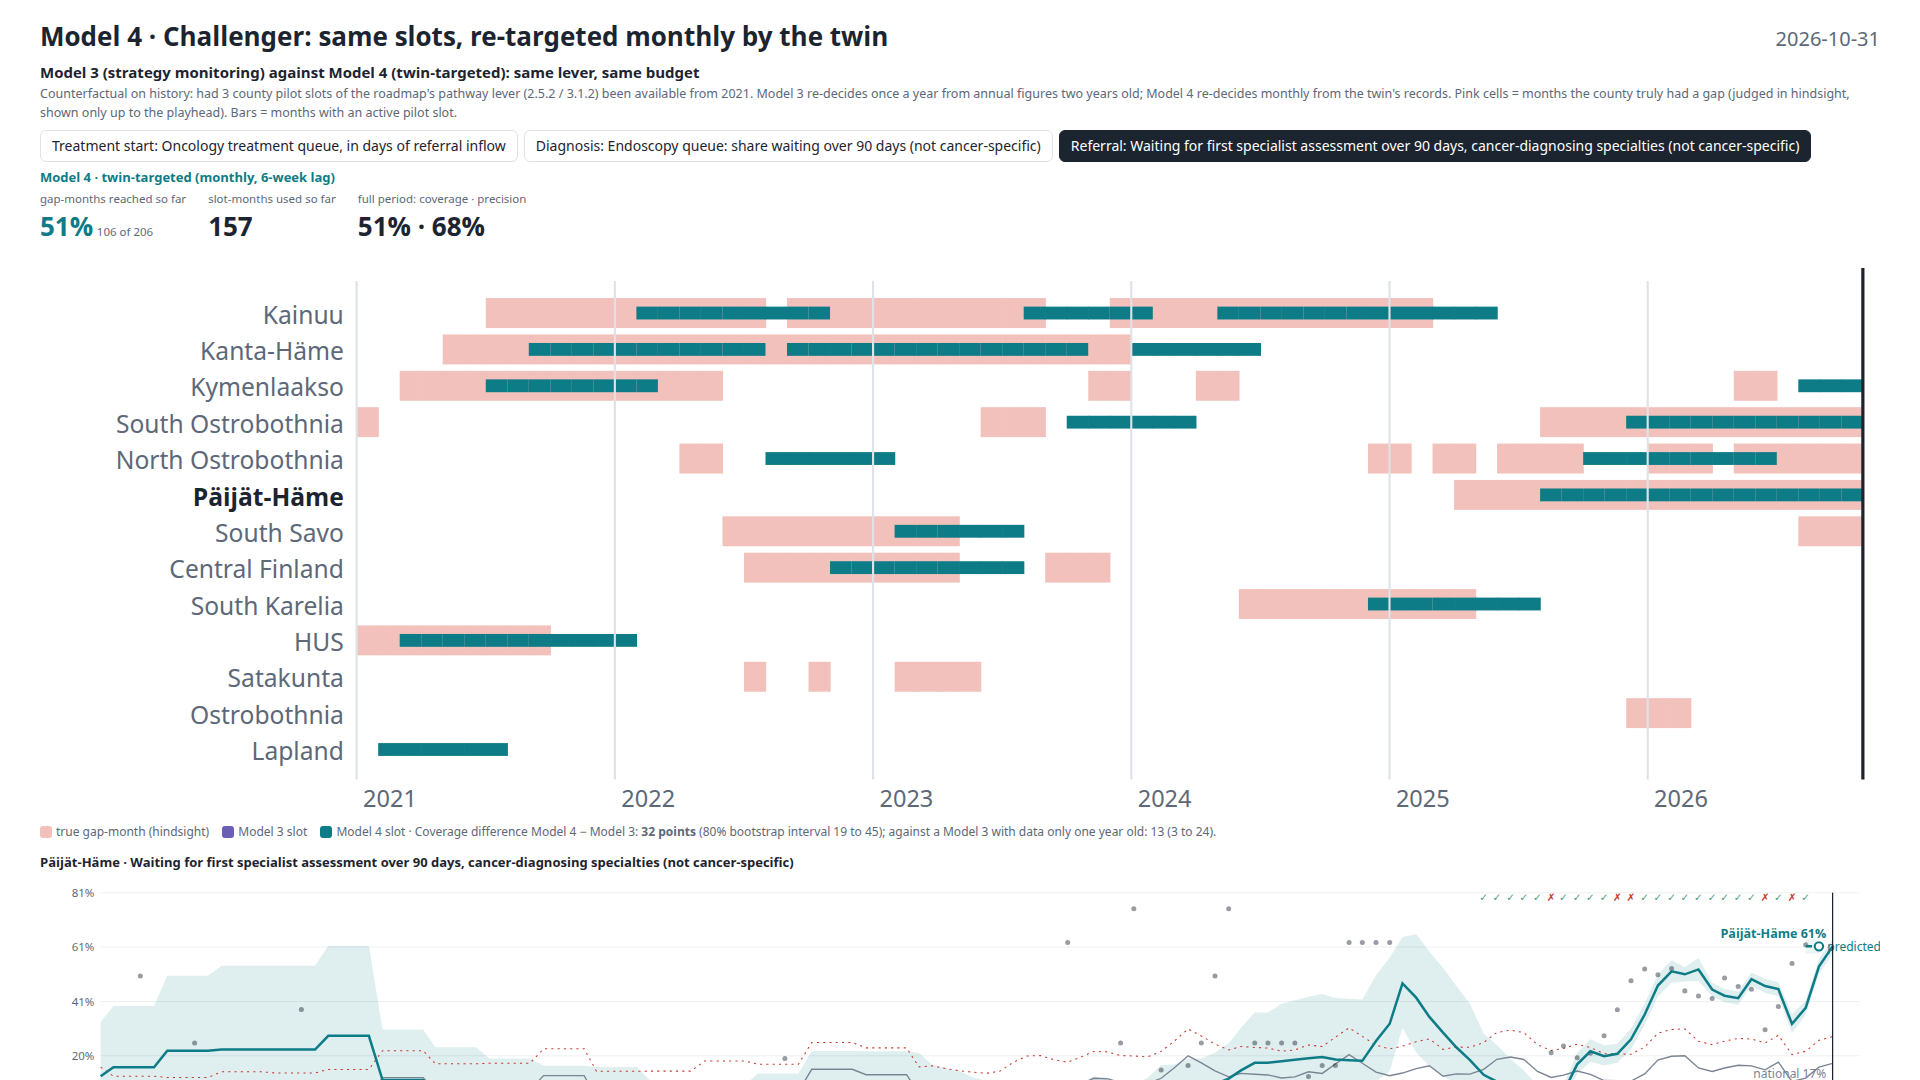 Model 4 · Challenger: same slots, re-targeted monthly by the twin
2026-10-31
Model 3 (strategy monitoring) against Model 4 (twin-targeted): same lever, same budget
Counterfactual on history: had 3 county pilot slots of the roadmap's pathway lever (2.5.2 / 3.1.2) been available from 2021. Model 3 re-decides once a year from annual figures two years old; Model 4 re-decides monthly from the twin's records. Pink cells = months the county truly had a gap (judged in hindsight,
shown only up to the playhead). Bars = months with an active pilot slot.
Treatment start: Oncology treatment queue, in days of referral inflow
Diagnosis: Endoscopy queue: share waiting over 90 days (not cancer-specific)
Referral: Waiting for first specialist assessment over 90 days, cancer-diagnosing specialties (not cancer-specific)
Model 4 · twin-targeted (monthly, 6-week lag)
gap-months reached so far
slot-months used so far
full period: coverage · precision
51% 106 of 206
157
51% · 68%
Kainuu
Kanta-Häme
Kymenlaakso
South Ostrobothnia
North Ostrobothnia
Päijät-Häme
South Savo
Central Finland
South Karelia
HUS
Satakunta
Ostrobothnia
Lapland
2021
2022
2023
2024
2025
2026
true gap-month (hindsight)
Model 3 slot
Model 4 slot · Coverage difference Model 4 − Model 3: 32 points (80% bootstrap interval 19 to 45); against a Model 3 with data only one year old: 13 (3 to 24).
Päijät-Häme · Waiting for first specialist assessment over 90 days, cancer-diagnosing specialties (not cancer-specific)
81%
✓ ✓ ✓ ✓ ✓ ✗ ✓ ✓ ✓ ✓ ✗ ✗ ✓ ✓ ✓ ✓ ✓ ✓ ✓ ✓ ✓ ✗ ✓ ✗ ✓
Päijät-Häme 61%
61%
predicted
41%
20%
national 17%